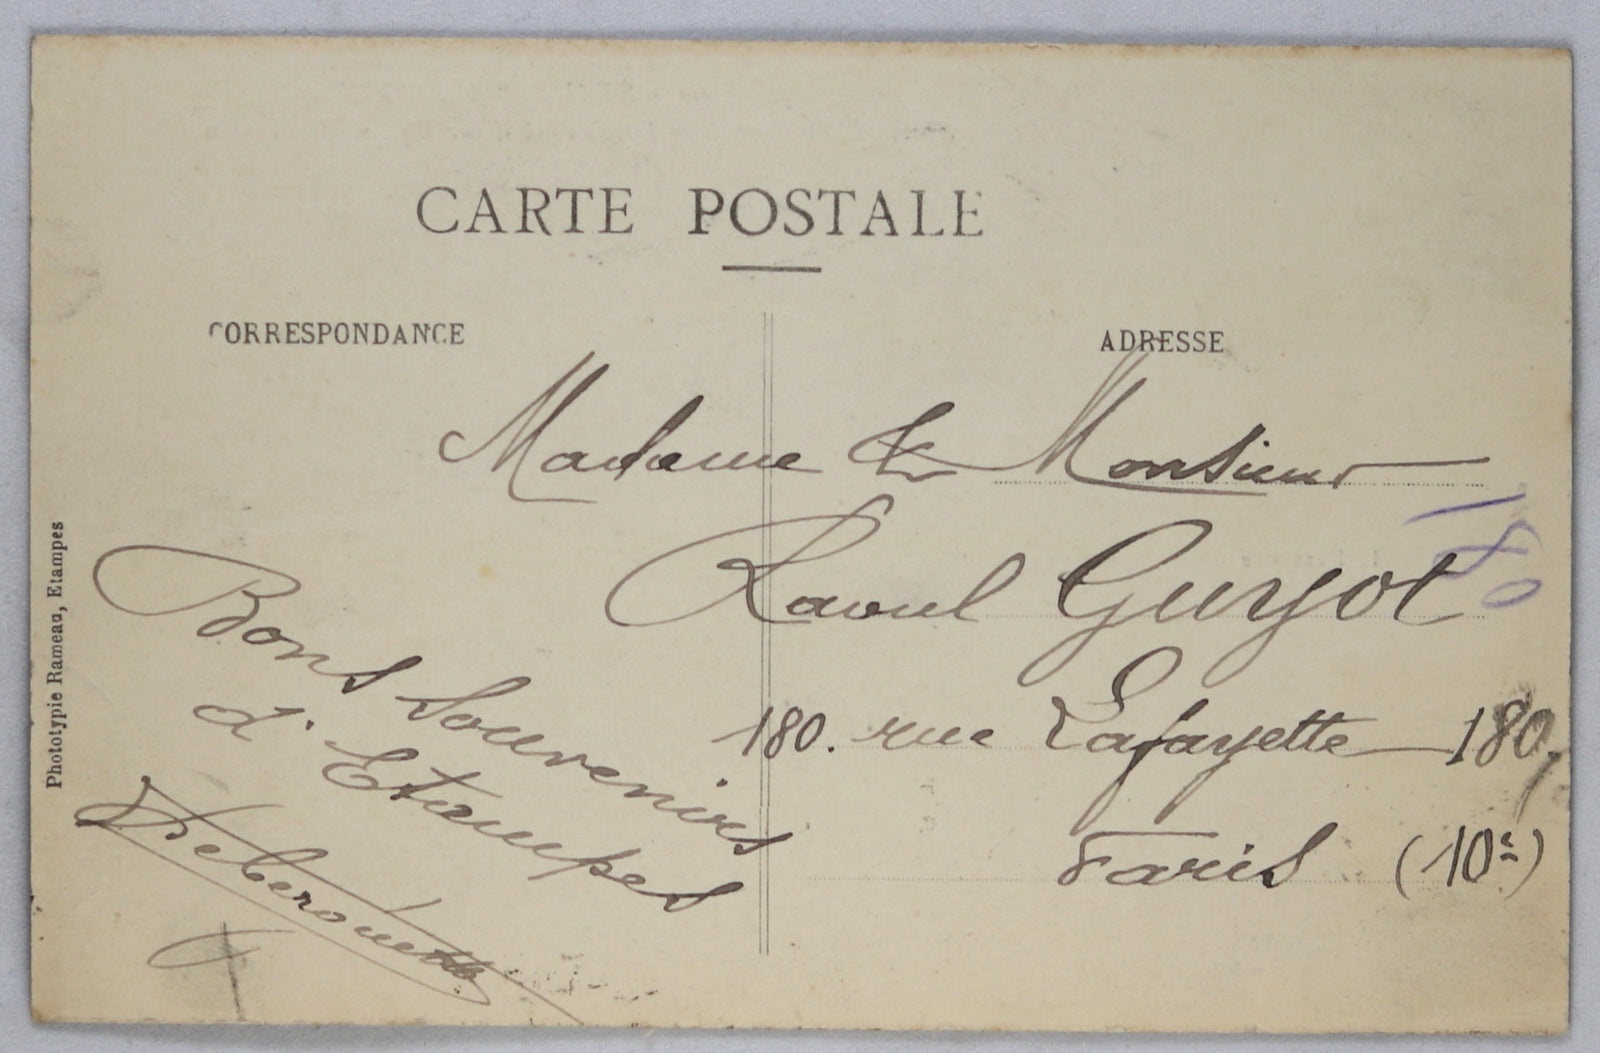 CARTE POSTALE
CORRESPONDANCE
ADRESSE
Madame & Monsieur
Raoul Guyot
180. rue Lafayette 180,
Paris (10e)
180
Bons Souvenirs
d'Etampes
Phototypie Rameau, Etampes